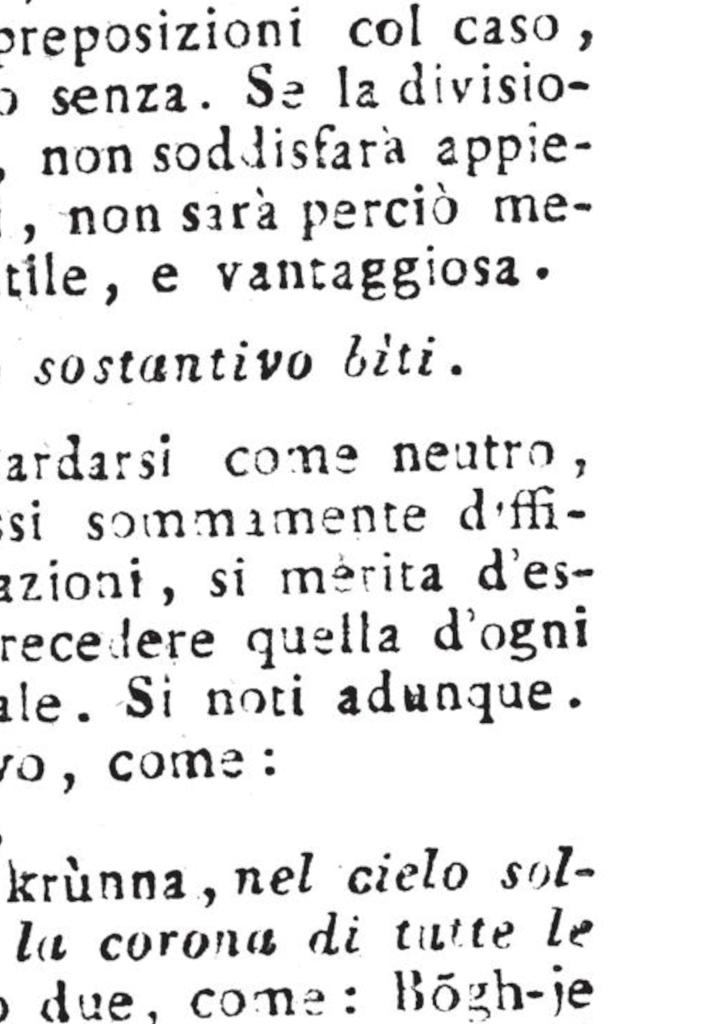 preposizioni col caso,
o senza. Se la divisio-
, non soddisfarà appie-
, non sarà perciò me-
tile, e vantaggiosa.
sostantivo biti.
ardarsi come neutro,
ssi sommamente diffi-
azioni, si mèrita d'es-
recedere quella d'ogni
ale. Si noti adunque.
vo, come:
krùnna, nel cielo sol-
la corona di tutte le
o due, come: Bōgh-je